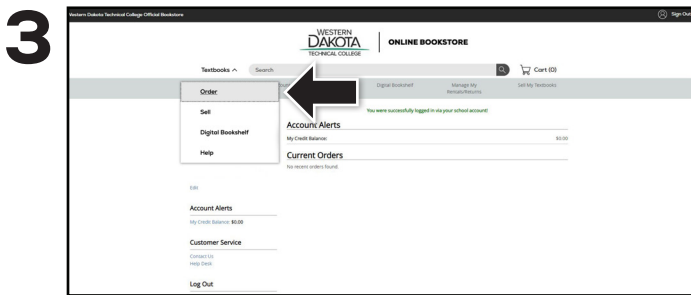 3
Western Dakota Technical College Official Bookstore
Sign Out
WESTERN
DAKOTA
TECHNICAL COLLEGE
ONLINE BOOKSTORE
Textbooks
Search
Cart (0)
Order
Sell
Digital Bookshelf
Help
Digital Bookshelf
Manage My
Rentals/Returns
Sell My Textbooks
You were successfully logged in via your school account!
Account Alerts
My Credit Balance: $0.00
Current Orders
No recent orders found.
Edit
Account Alerts
My Credit Balance: $0.00
Customer Service
Contact Us
Help Desk
Log Out